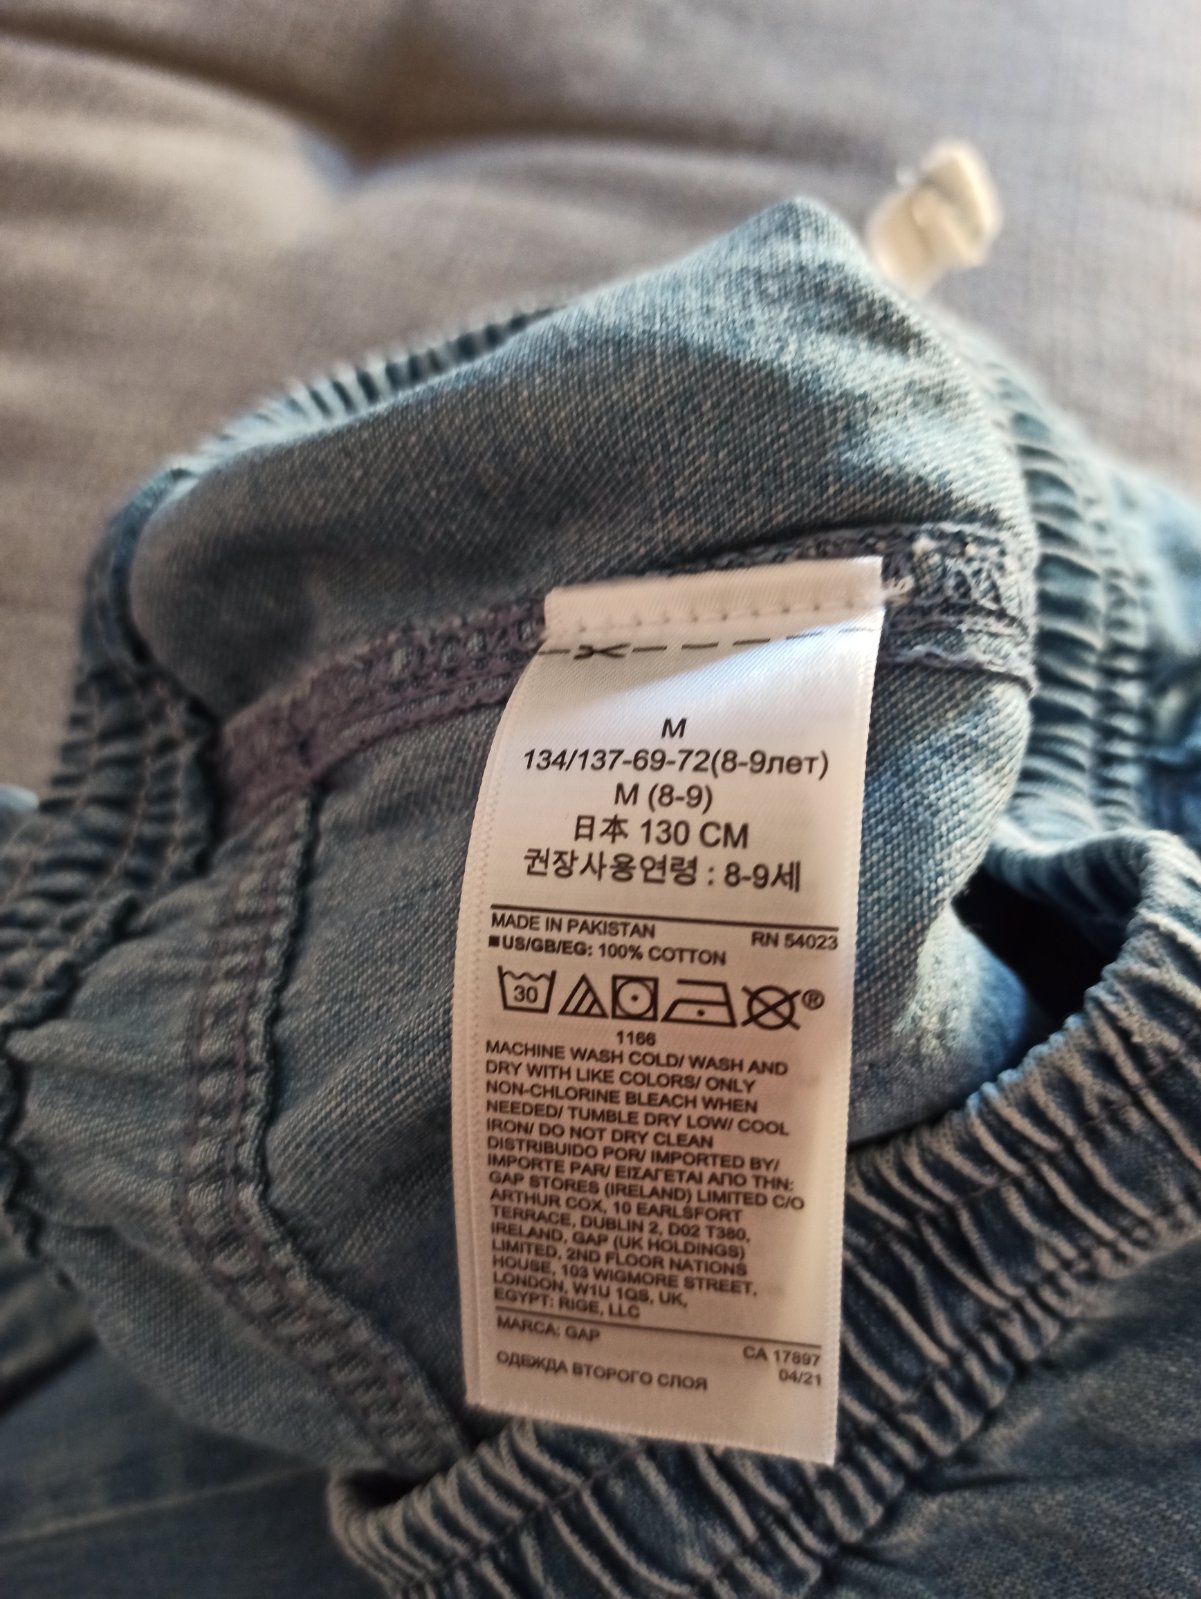 M
134/137-69-72(8-9лет)
M (8-9)
日本 130 CM
권장사용연령 : 8-9세
MADE IN PAKISTAN RN 54023
■US/GB/EG: 100% COTTON
30 ®
1166
MACHINE WASH COLD/ WASH AND
DRY WITH LIKE COLORS/ ONLY
NON-CHLORINE BLEACH WHEN
NEEDED/ TUMBLE DRY LOW/ COOL
IRON/ DO NOT DRY CLEAN
DISTRIBUIDO POR/ IMPORTED BY/
IMPORTE PAR/ ΕΙΣΑΓΕΤΑΙ ΑΠΟ ΤΗΝ:
GAP STORES (IRELAND) LIMITED C/O
ARTHUR COX, 10 EARLSFORT
TERRACE, DUBLIN 2, D02 T380,
IRELAND, GAP (UK HOLDINGS)
LIMITED, 2ND FLOOR NATIONS
HOUSE, 103 WIGMORE STREET,
LONDON, W1U 1QS, UK,
EGYPT: RIGE, LLC
MARCA: GAP CA 17897
ОДЕЖДА ВТОРОГО СЛОЯ 04/21